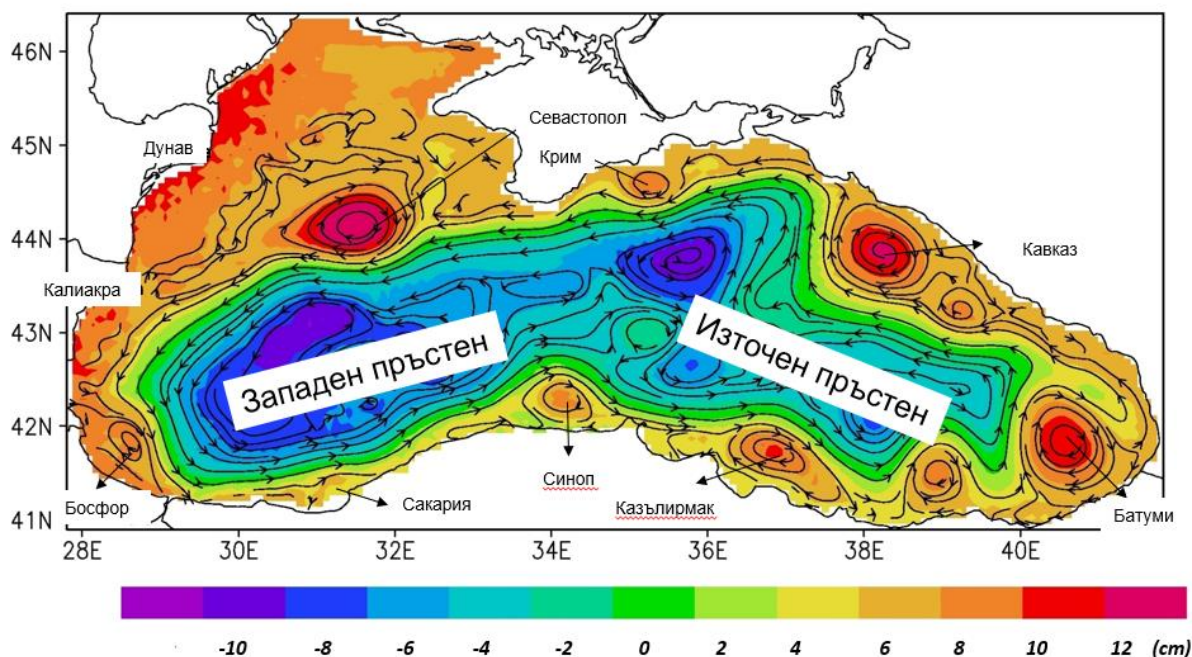 46N
Севастопол
45N
Дунав
Крим
44N
Кавказ
Калиакра
43N
Западен пръстен
Източен пръстен
42N
Синоп
Босфор
Сакария
Казълирмак
Батуми
41N
28E 30E 32E 34E 36E 38E 40E
-10 -8 -6 -4 -2 0 2 4 6 8 10 12 (cm)